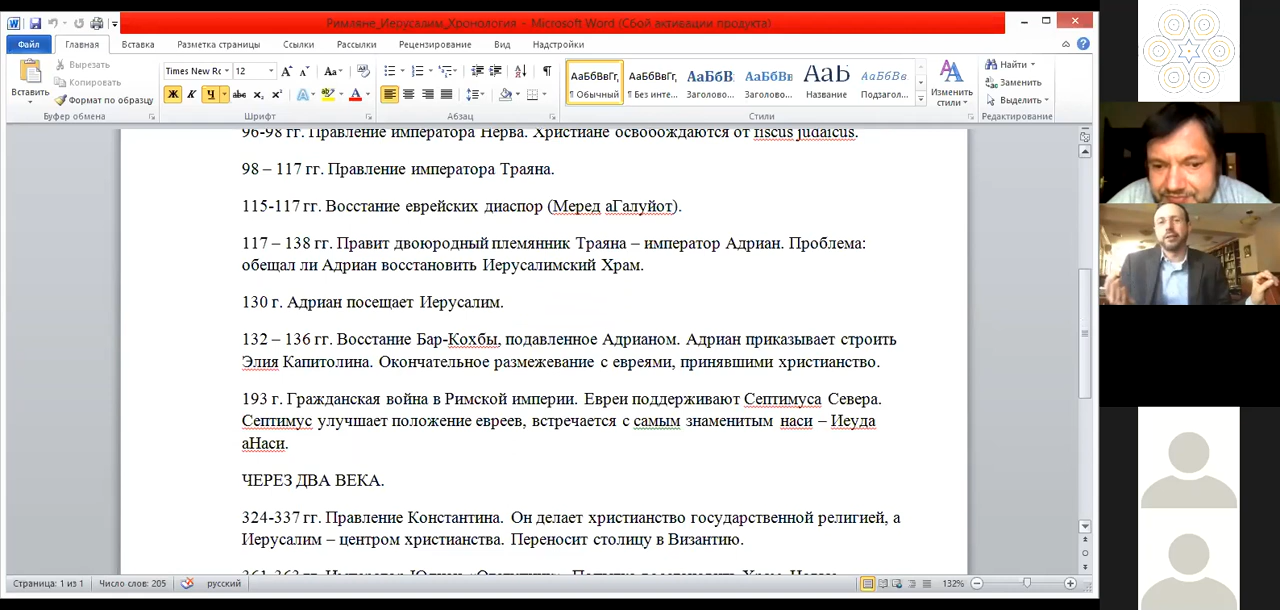 Римляне_Иерусалим_Хронология - Microsoft Word (Сбой активации продукта)
Файл Главная Вставка Разметка страницы Ссылки Рассылки Рецензирование Вид Надстройки
Вставить
Вырезать
Копировать
Формат по образцу
Буфер обмена
Times New Rc 12
Шрифт
Абзац
АаБбВвГг,
¶ Обычный
АаБбВвГг,
¶ Без инте...
АаБбВ
Заголово...
АаБбВв
Заголово...
АаБ
Название
АаБбВв
Подзагол...
Изменить стили
Стили
Найти
Заменить
Выделить
Редактирование
96-98 гг. Правление императора Нерва. Христиане освобождаются от fiscus judaicus.
98 – 117 гг. Правление императора Траяна.
115-117 гг. Восстание еврейских диаспор (Меред аГалуйот).
117 – 138 гг. Правит двоюродный племянник Траяна – император Адриан. Проблема:
обещал ли Адриан восстановить Иерусалимский Храм.
130 г. Адриан посещает Иерусалим.
132 – 136 гг. Восстание Бар-Кохбы, подавленное Адрианом. Адриан приказывает строить
Элия Капитолина. Окончательное размежевание с евреями, принявшими христианство.
193 г. Гражданская война в Римской империи. Евреи поддерживают Септимуса Севера.
Септимус улучшает положение евреев, встречается с самым знаменитым наси – Иеуда
аНаси.
ЧЕРЕЗ ДВА ВЕКА.
324-337 гг. Правление Константина. Он делает христианство государственной религией, а
Иерусалим – центром христианства. Переносит столицу в Византию.
Страница: 1 из 1 Число слов: 205 русский 132%